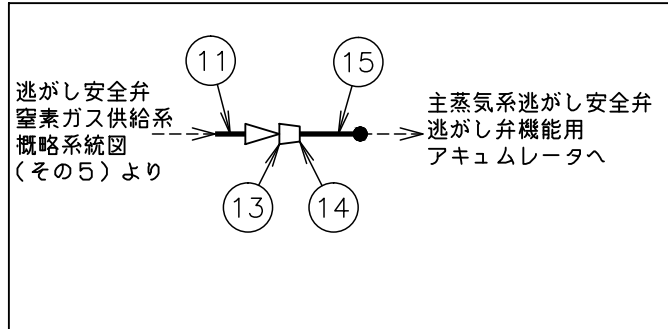 11
15
逃がし安全弁
窒素ガス供給系
概略系統図
(その5)より
主蒸気系逃がし安全弁
逃がし弁機能用
アキュムレータへ
13
14